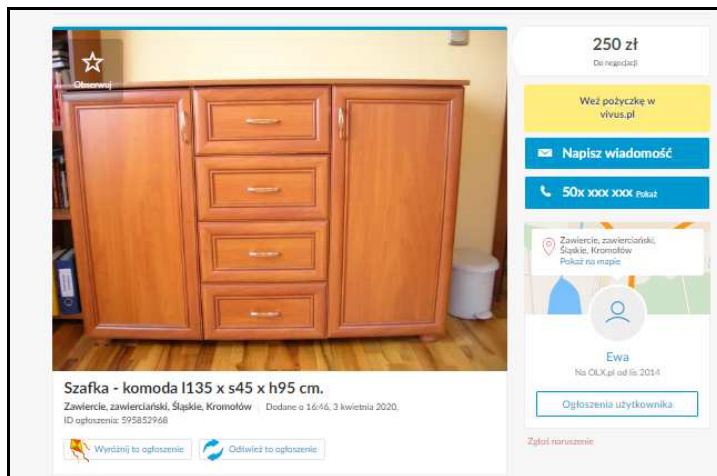 Obserwuj
250 zł
Do negocjacji
Weź pożyczkę w
vivus.pl
Napisz wiadomość
50x xxx xxx Pokaż
Zawiercie, zawierciański,
Śląskie, Kromołów
Pokaż na mapie
Ewa
Na OLX.pl od lis 2014
Ogłoszenia użytkownika
Zgłoś naruszenie
Szafka - komoda l135 x s45 x h95 cm.
Zawiercie, zawierciański, Śląskie, Kromołów Dodane o 16:46, 3 kwietnia 2020,
ID ogłoszenia: 595852968
Wyróżnij to ogłoszenie
Odśwież to ogłoszenie